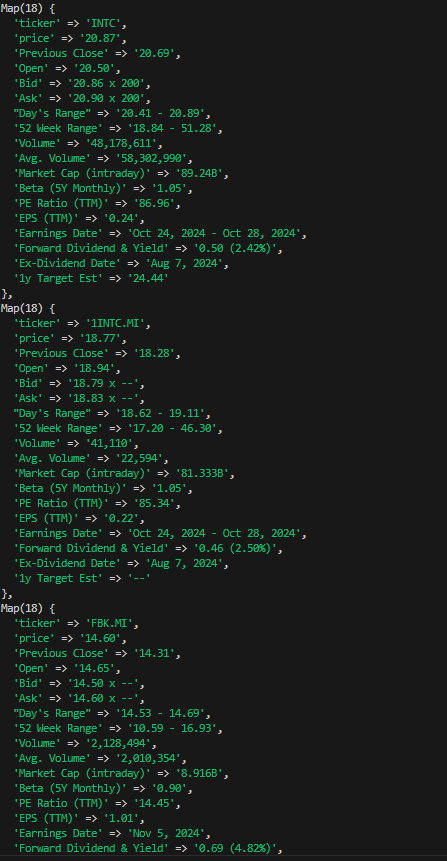 Map(18) {
'ticker' => 'INTC',
'price' => '20.87',
'Previous Close' => '20.69',
'Open' => '20.50',
'Bid' => '20.86 x 200',
'Ask' => '20.90 x 200',
"Day's Range" => '20.41 - 20.89',
'52 Week Range' => '18.84 - 51.28',
'Volume' => '48,178,611',
'Avg. Volume' => '58,302,990',
'Market Cap (intraday)' => '89.24B',
'Beta (5Y Monthly)' => '1.05',
'PE Ratio (TTM)' => '86.96',
'EPS (TTM)' => '0.24',
'Earnings Date' => 'Oct 24, 2024 - Oct 28, 2024',
'Forward Dividend & Yield' => '0.50 (2.42%)',
'Ex-Dividend Date' => 'Aug 7, 2024',
'1y Target Est' => '24.44'
},
Map(18) {
'ticker' => '1INTC.MI',
'price' => '18.77',
'Previous Close' => '18.28',
'Open' => '18.94',
'Bid' => '18.79 x --',
'Ask' => '18.83 x --',
"Day's Range" => '18.62 - 19.11',
'52 Week Range' => '17.20 - 46.30',
'Volume' => '41,110',
'Avg. Volume' => '22,594',
'Market Cap (intraday)' => '81.333B',
'Beta (5Y Monthly)' => '1.05',
'PE Ratio (TTM)' => '85.34',
'EPS (TTM)' => '0.22',
'Earnings Date' => 'Oct 24, 2024 - Oct 28, 2024',
'Forward Dividend & Yield' => '0.46 (2.50%)',
'Ex-Dividend Date' => 'Aug 7, 2024',
'1y Target Est' => '--'
},
Map(18) {
'ticker' => 'FBK.MI',
'price' => '14.60',
'Previous Close' => '14.31',
'Open' => '14.65',
'Bid' => '14.50 x --',
'Ask' => '14.60 x --',
"Day's Range" => '14.53 - 14.69',
'52 Week Range' => '10.59 - 16.93',
'Volume' => '2,128,494',
'Avg. Volume' => '2,010,354',
'Market Cap (intraday)' => '8.916B',
'Beta (5Y Monthly)' => '0.90',
'PE Ratio (TTM)' => '14.45',
'EPS (TTM)' => '1.01',
'Earnings Date' => 'Nov 5, 2024',
'Forward Dividend & Yield' => '0.69 (4.82%)',